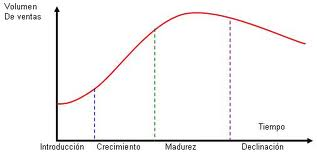 Volumen
De ventas
Tiempo
Introducción Crecimiento Madurez Declinación